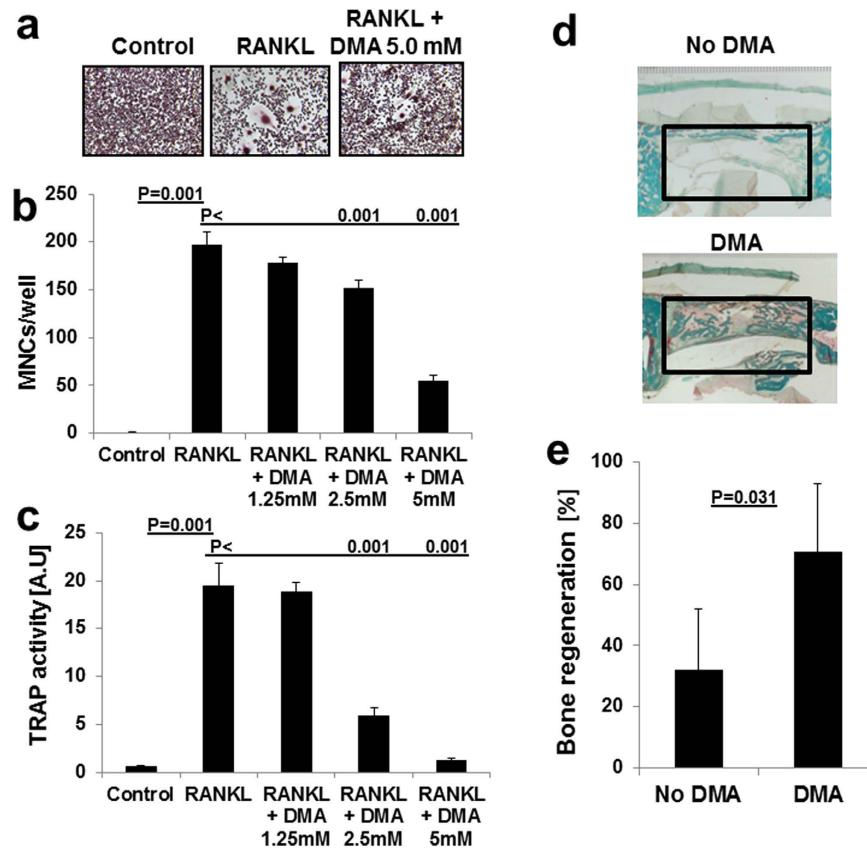 a
Control
RANKL
RANKL +
DMA 5.0 mM
b
MNCs/well
250
200
150
100
50
0
P=0.001
P<
0.001
0.001
Control
RANKL
RANKL
+ DMA
1.25mM
RANKL
+ DMA
2.5mM
RANKL
+ DMA
5mM
c
TRAP activity [A.U]
25
20
15
10
5
0
P=0.001
P<
0.001
0.001
Control
RANKL
RANKL
+ DMA
1.25mM
RANKL
+ DMA
2.5mM
RANKL
+ DMA
5mM
d
No DMA
DMA
e
Bone regeneration [%]
100
80
60
40
20
0
P=0.031
No DMA
DMA